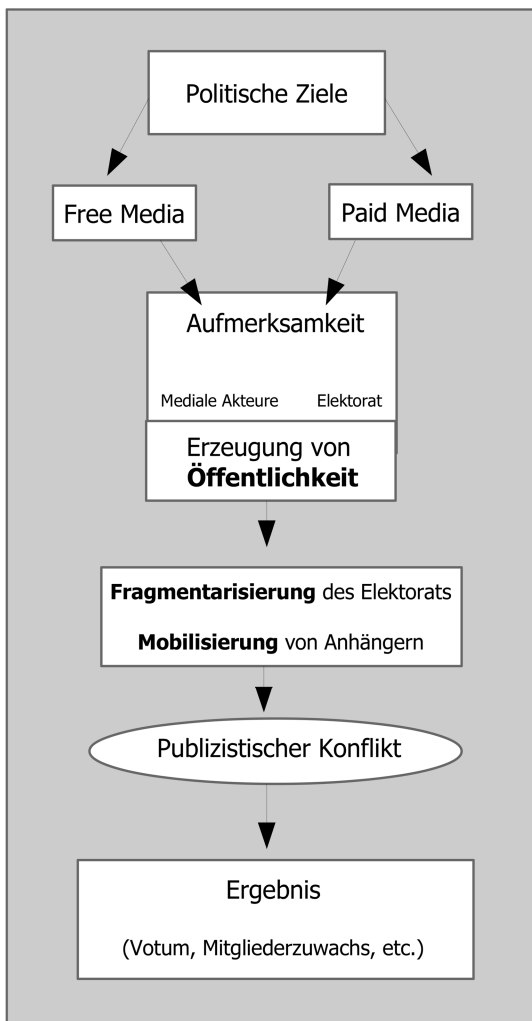 Politische Ziele
Free Media
Paid Media
Aufmerksamkeit
Mediale Akteure Elektorat
Erzeugung von
Öffentlichkeit
Fragmentarisierung des Elektorats
Mobilisierung von Anhängern
Publizistischer Konflikt
Ergebnis
(Votum, Mitgliederzuwachs, etc.)